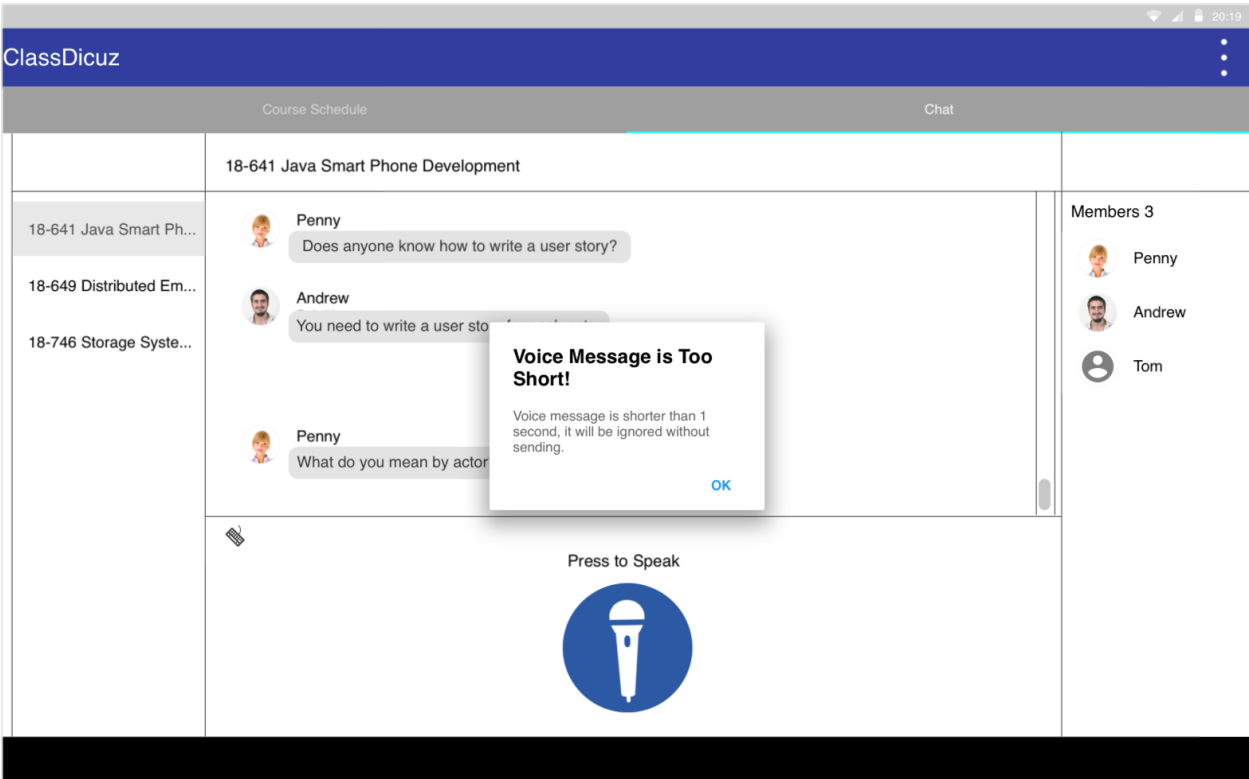 20:19
ClassDicuz
Course Schedule
Chat
18-641 Java Smart Phone Development
18-641 Java Smart Ph...
18-649 Distributed Em...
18-746 Storage Syste...
Penny
Does anyone know how to write a user story?
Andrew
You need to write a user sto
Penny
What do you mean by actor
Voice Message is Too
Short!
Voice message is shorter than 1
second, it will be ignored without
sending.
OK
Press to Speak
Members 3
Penny
Andrew
Tom